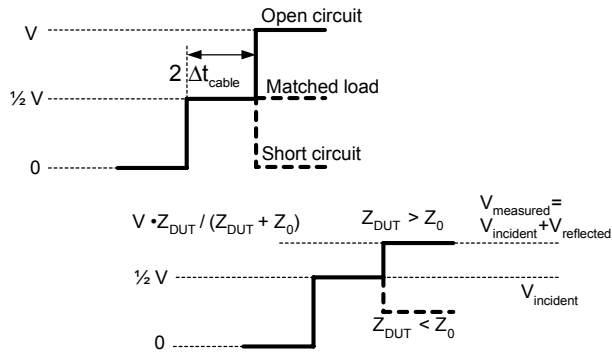 Open circuit
V
2 Δt_cable
Matched load
½ V
Short circuit
0
V •Z_DUT / (Z_DUT + Z_0)
Z_DUT > Z_0
V_measured=
V_incident+V_reflected
½ V
V_incident
Z_DUT < Z_0
0